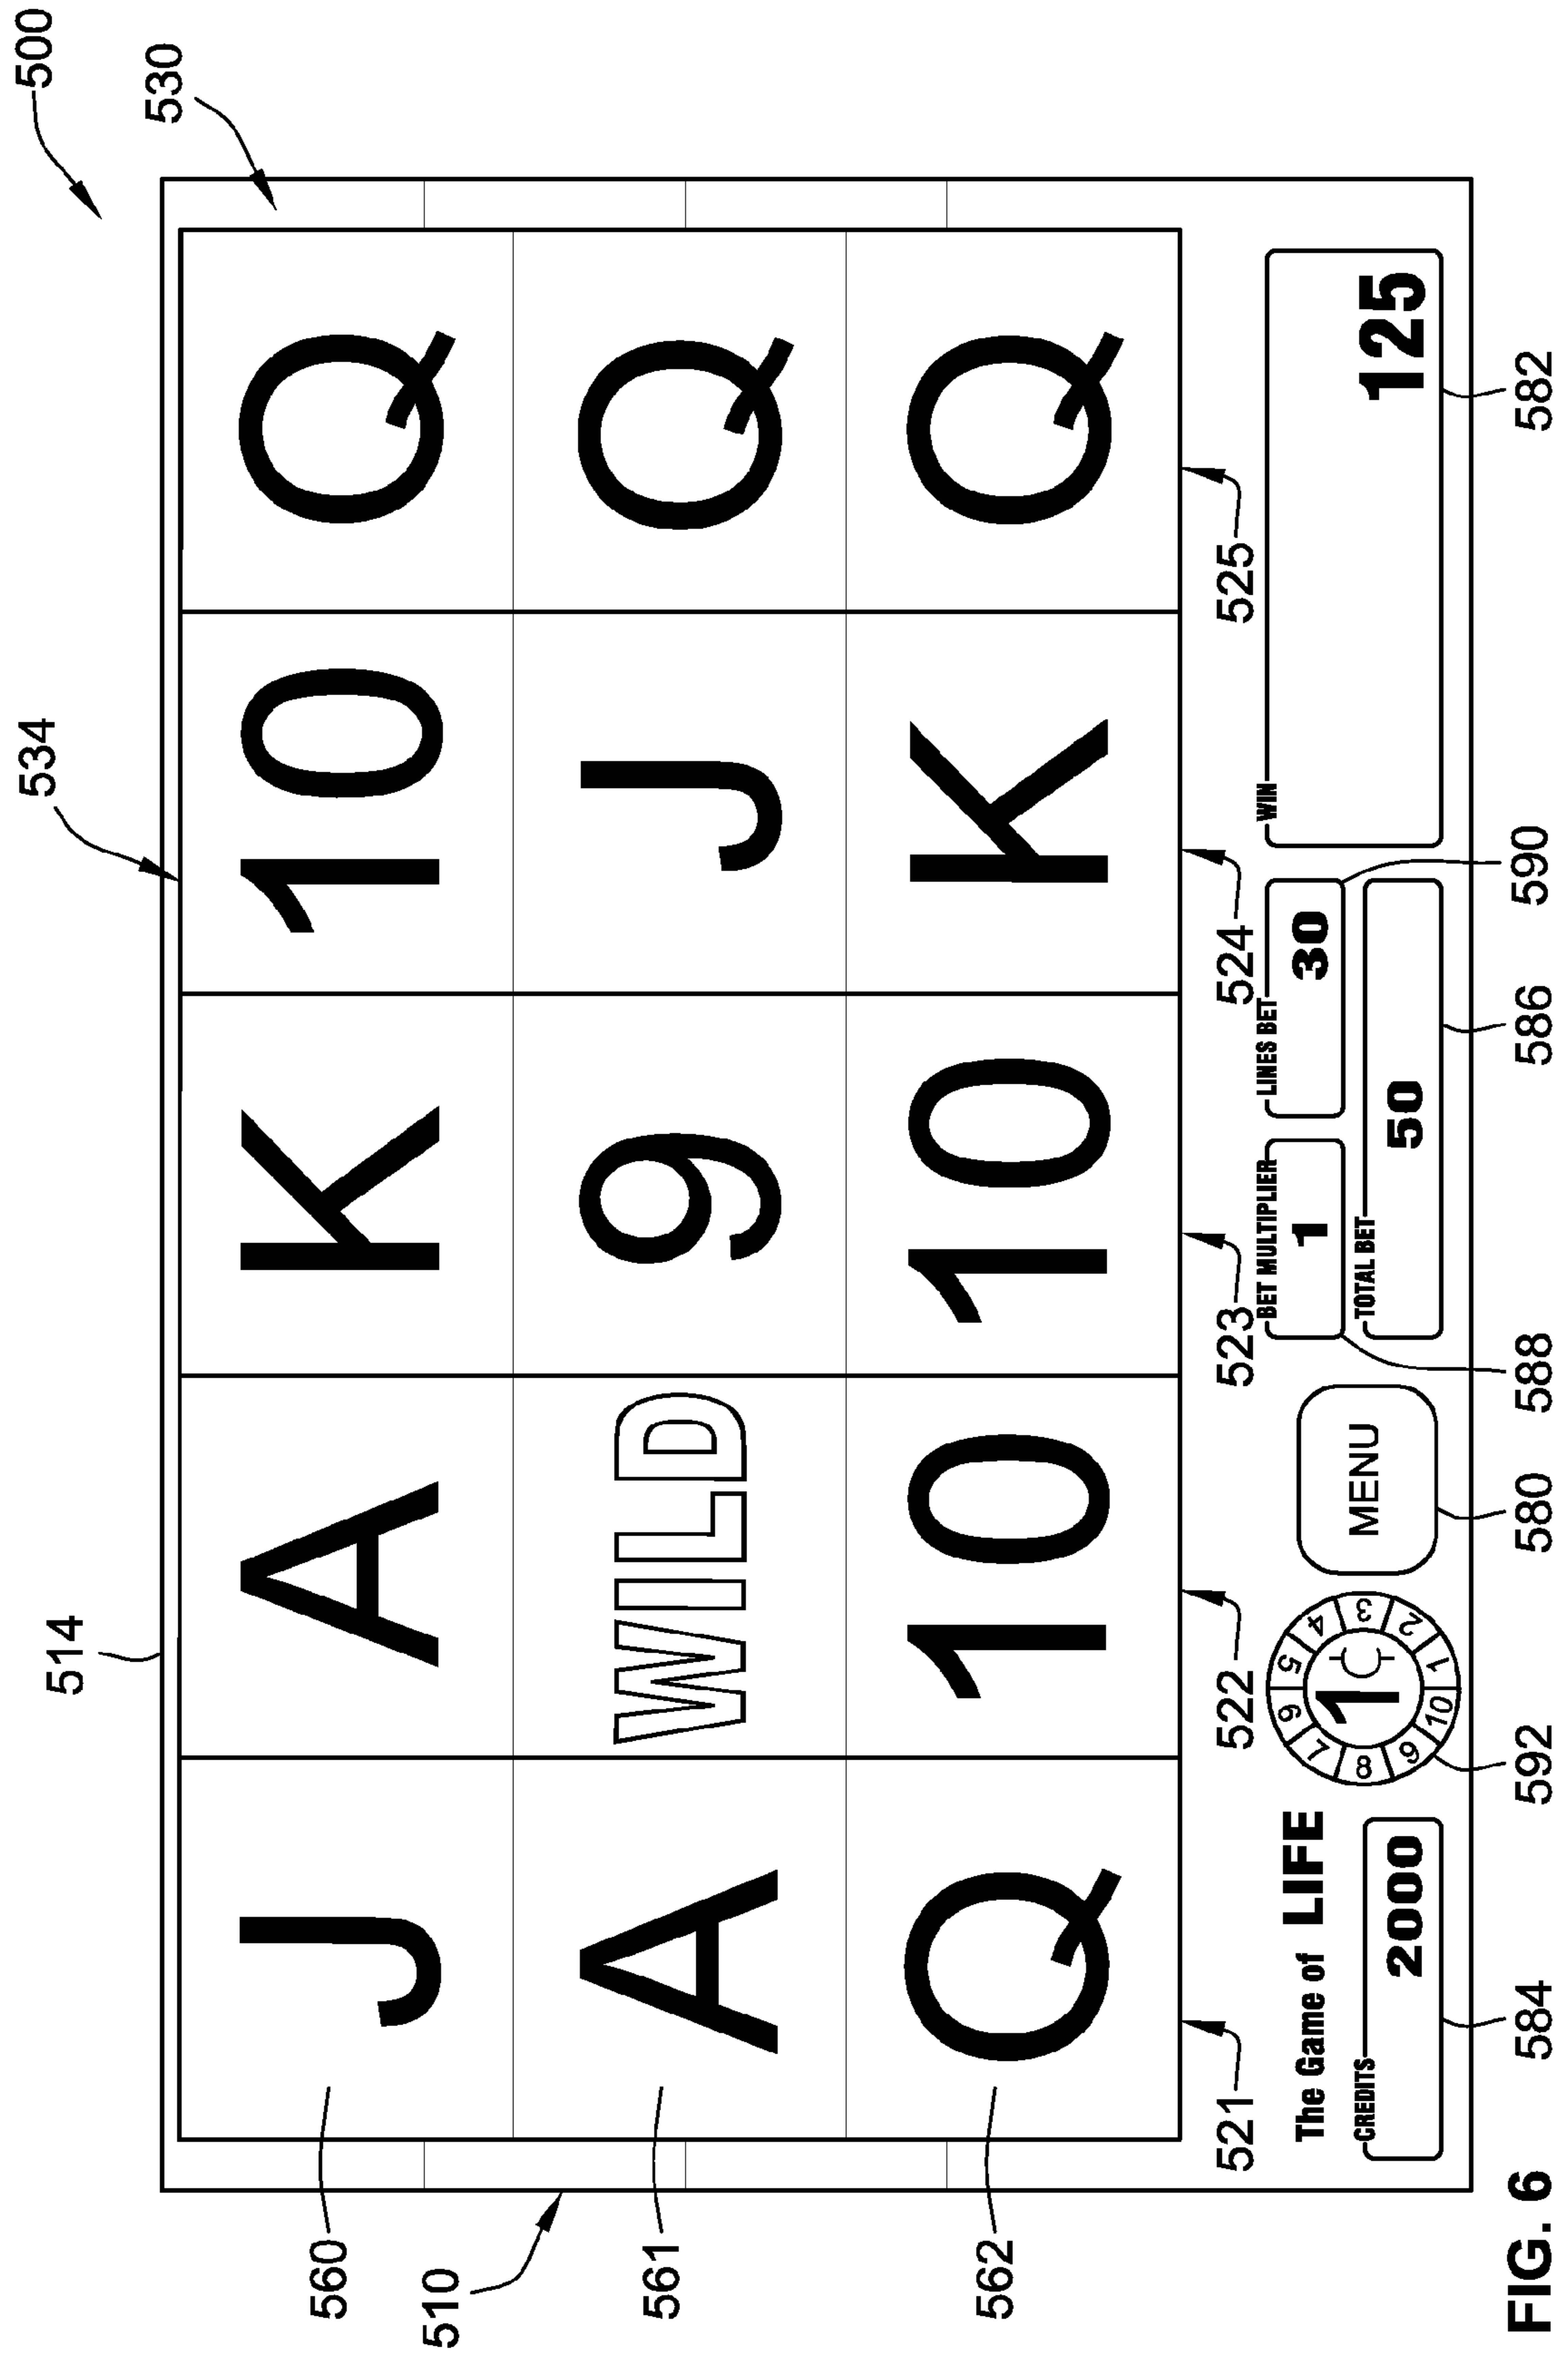 500
530
534
514
560 J A K 10 Q
510
561 A WILD 9 J Q
562 Q 10 10 K Q
521 522 523 524 525
The Game of LIFE
CREDITS
2000
1¢
1 2 3 4 5 6 7 8 9 10
MENU
BET MULTIPLIER
1
LINES BET
30
TOTAL BET
50
WIN
125
584 592 580 588 586 590 582
FIG. 6